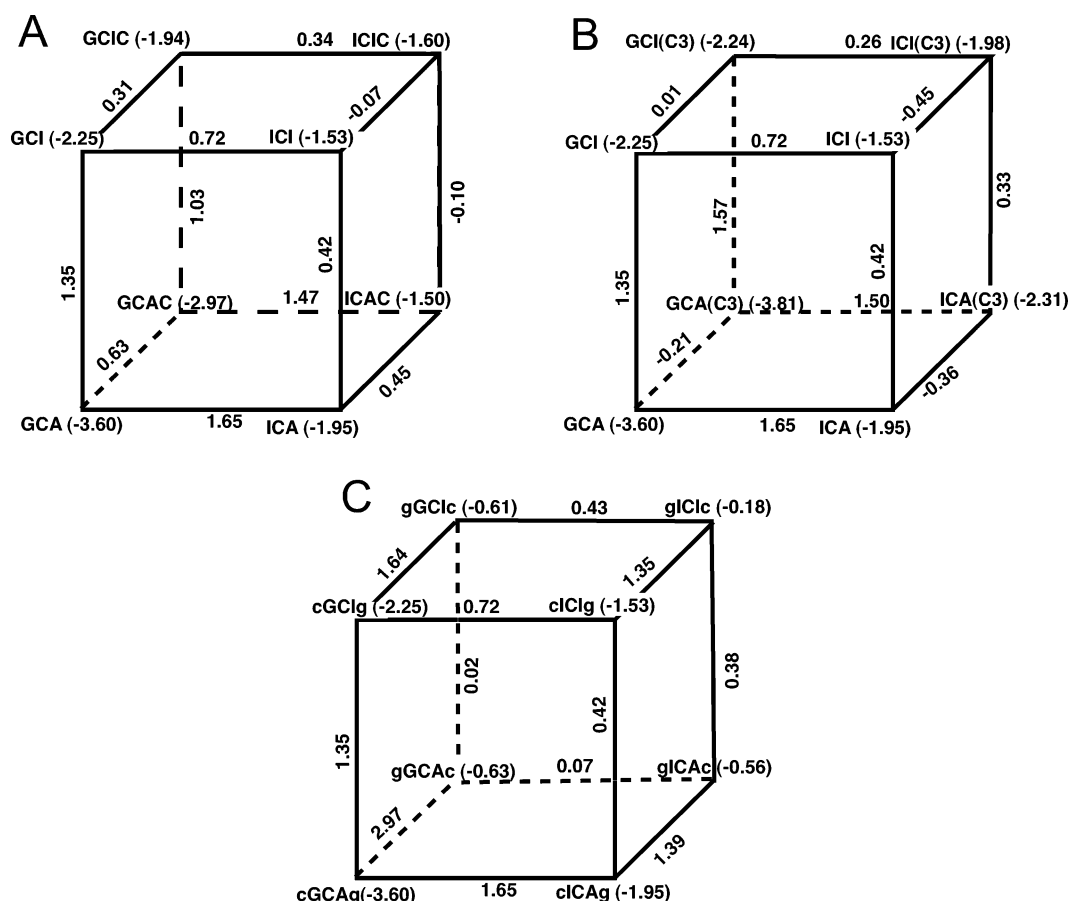 A
GCIC (-1.94)
0.34
ICIC (-1.60)
0.31
-0.07
GCI (-2.25)
0.72
ICI (-1.53)
1.03
-0.10
1.35
0.42
GCAC (-2.97)
1.47
ICAC (-1.50)
0.63
0.45
GCA (-3.60)
1.65
ICA (-1.95)
B
GCI(C3) (-2.24)
0.26
ICI(C3) (-1.98)
0.01
-0.45
GCI (-2.25)
0.72
ICI (-1.53)
1.57
0.33
1.35
0.42
GCA(C3) (-3.81)
1.50
ICA(C3) (-2.31)
-0.21
-0.36
GCA (-3.60)
1.65
ICA (-1.95)
C
gGCIc (-0.61)
0.43
gICIc (-0.18)
1.64
1.35
cGCIg (-2.25)
0.72
cICIg (-1.53)
0.02
0.38
1.35
0.42
gGCAc (-0.63)
0.07
gICAc (-0.56)
2.97
1.39
cGCAg(-3.60)
1.65
cICAg (-1.95)